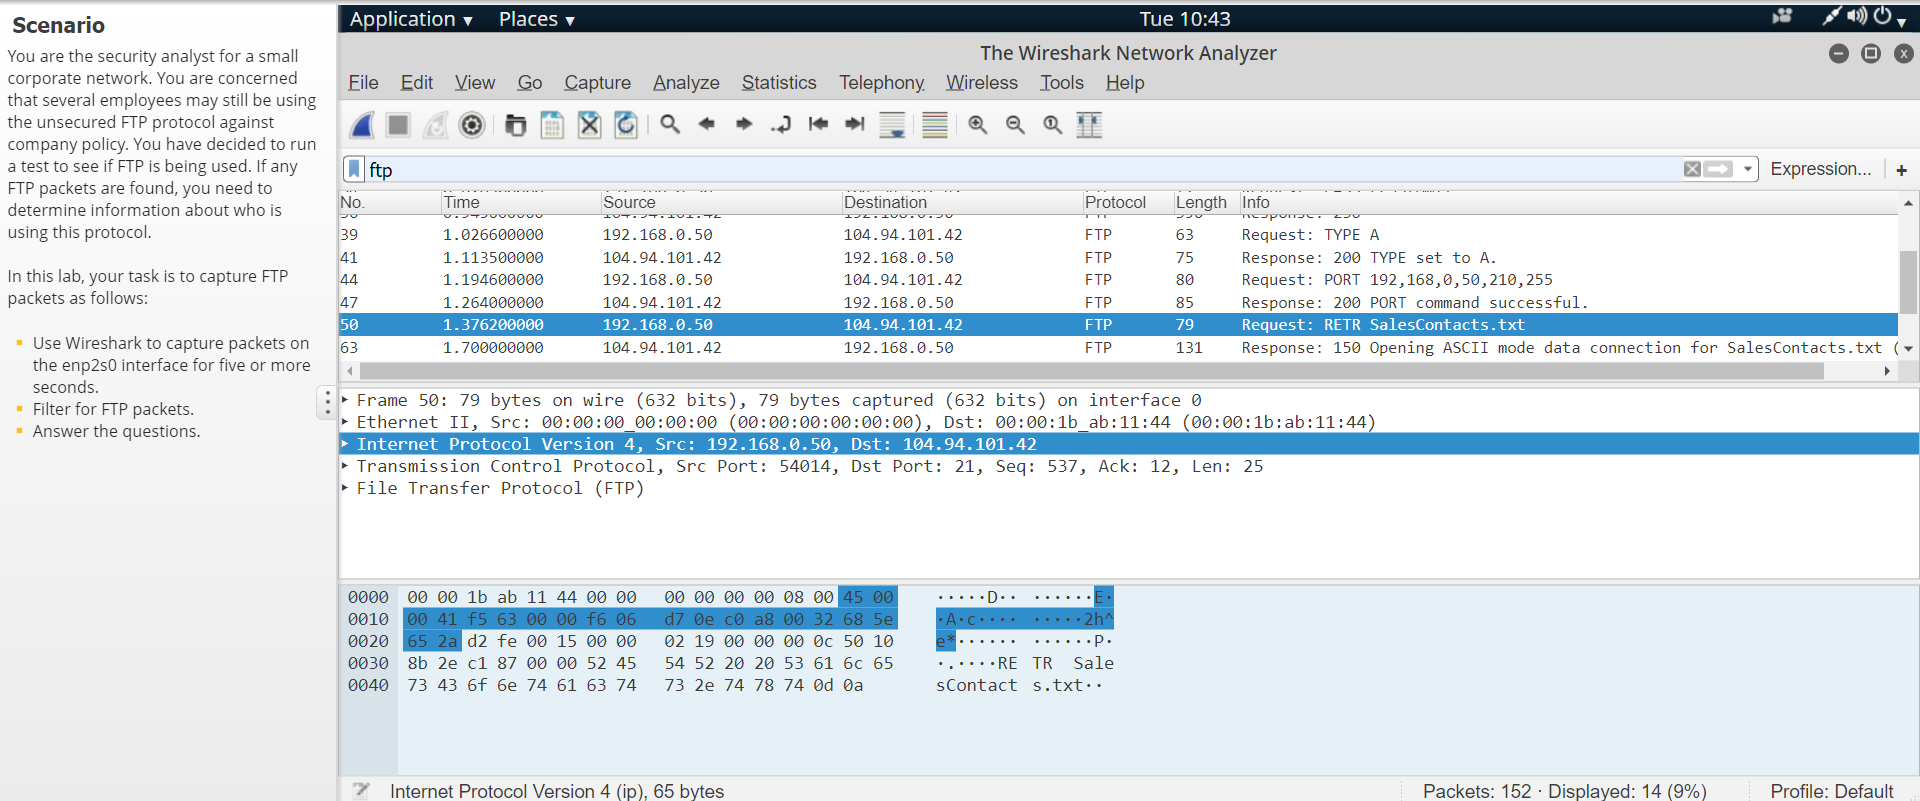 Scenario
You are the security analyst for a small
corporate network. You are concerned
that several employees may still be using
the unsecured FTP protocol against
company policy. You have decided to run
a test to see if FTP is being used. If any
FTP packets are found, you need to
determine information about who is
using this protocol.
In this lab, your task is to capture FTP
packets as follows:
Use Wireshark to capture packets on
the enp2s0 interface for five or more
seconds.
Filter for FTP packets.
Answer the questions.
Application ▾ Places ▾ Tue 10:43
The Wireshark Network Analyzer
File Edit View Go Capture Analyze Statistics Telephony Wireless Tools Help
ftp Expression... +
No. Time Source Destination Protocol Length Info
39 1.026600000 192.168.0.50 104.94.101.42 FTP 63 Request: TYPE A
41 1.113500000 104.94.101.42 192.168.0.50 FTP 75 Response: 200 TYPE set to A.
44 1.194600000 192.168.0.50 104.94.101.42 FTP 80 Request: PORT 192,168,0,50,210,255
47 1.264000000 104.94.101.42 192.168.0.50 FTP 85 Response: 200 PORT command successful.
50 1.376200000 192.168.0.50 104.94.101.42 FTP 79 Request: RETR SalesContacts.txt
63 1.700000000 104.94.101.42 192.168.0.50 FTP 131 Response: 150 Opening ASCII mode data connection for SalesContacts.txt (
Frame 50: 79 bytes on wire (632 bits), 79 bytes captured (632 bits) on interface 0
Ethernet II, Src: 00:00:00_00:00:00 (00:00:00:00:00:00), Dst: 00:00:1b_ab:11:44 (00:00:1b:ab:11:44)
Internet Protocol Version 4, Src: 192.168.0.50, Dst: 104.94.101.42
Transmission Control Protocol, Src Port: 54014, Dst Port: 21, Seq: 537, Ack: 12, Len: 25
File Transfer Protocol (FTP)
0000 00 00 1b ab 11 44 00 00 00 00 00 00 08 00 45 00 ·····D·· ······E·
0010 00 41 f5 63 00 00 f6 06 d7 0e c0 a8 00 32 68 5e ·A·c···· ·····2h^
0020 65 2a d2 fe 00 15 00 00 02 19 00 00 00 0c 50 10 e*······ ······P·
0030 8b 2e c1 87 00 00 52 45 54 52 20 20 53 61 6c 65 ·.····RE TR  Sale
0040 73 43 6f 6e 74 61 63 74 73 2e 74 78 74 0d 0a sContact s.txt··
Internet Protocol Version 4 (ip), 65 bytes Packets: 152 · Displayed: 14 (9%) Profile: Default